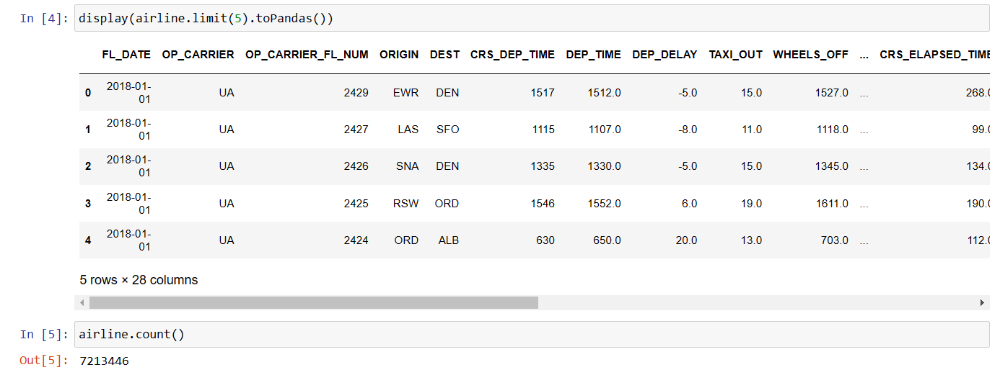 In [4]: display(airline.limit(5).toPandas())
FL_DATE OP_CARRIER OP_CARRIER_FL_NUM ORIGIN DEST CRS_DEP_TIME DEP_TIME DEP_DELAY TAXI_OUT WHEELS_OFF ... CRS_ELAPSED_TIME
0 2018-01-01 UA 2429 EWR DEN 1517 1512.0 -5.0 15.0 1527.0 ... 268.0
1 2018-01-01 UA 2427 LAS SFO 1115 1107.0 -8.0 11.0 1118.0 ... 99.0
2 2018-01-01 UA 2426 SNA DEN 1335 1330.0 -5.0 15.0 1345.0 ... 134.0
3 2018-01-01 UA 2425 RSW ORD 1546 1552.0 6.0 19.0 1611.0 ... 190.0
4 2018-01-01 UA 2424 ORD ALB 630 650.0 20.0 13.0 703.0 ... 112.0
5 rows × 28 columns
In [5]: airline.count()
Out[5]: 7213446